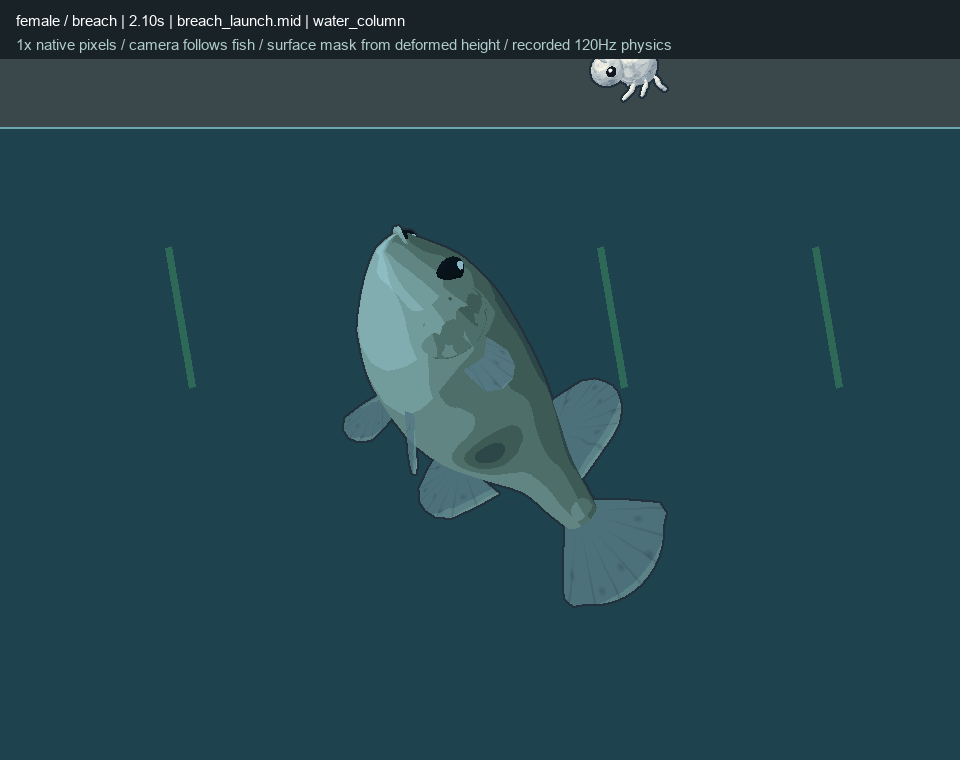 female / breach | 2.10s | breach_launch.mid | water_column
1x native pixels / camera follows fish / surface mask from deformed height / recorded 120Hz physics